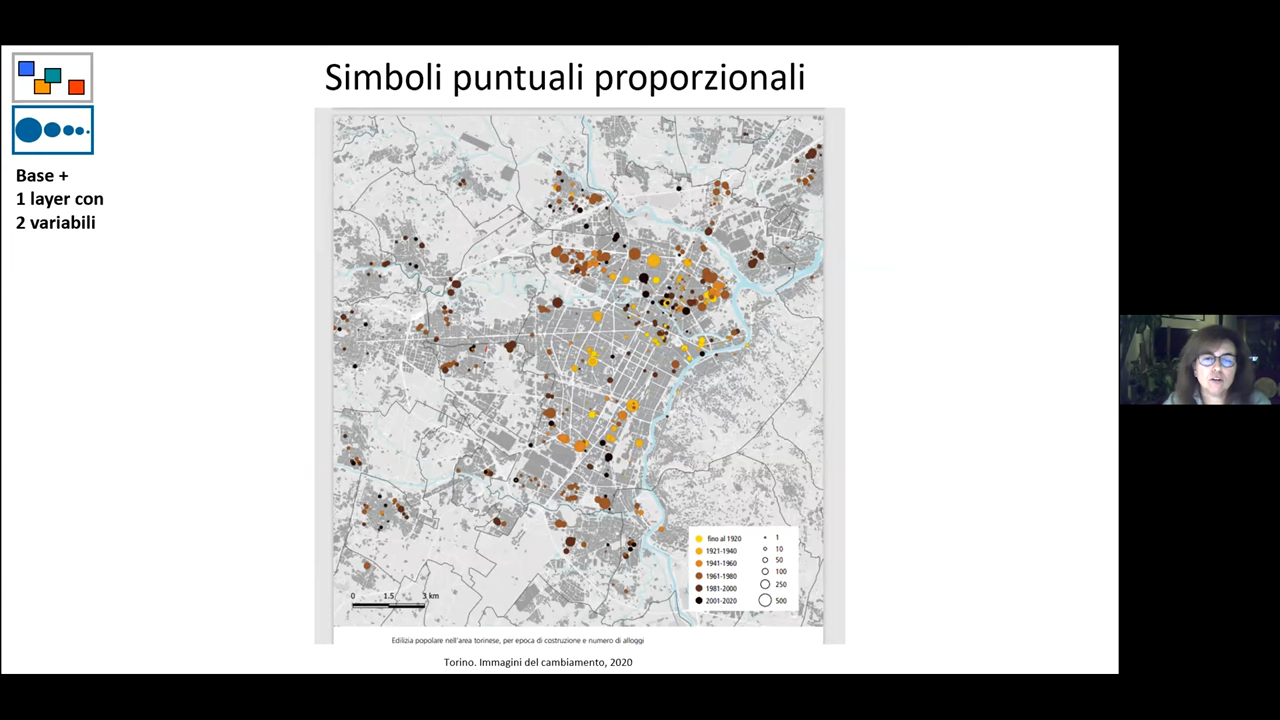 Simboli puntuali proporzionali
Base +
1 layer con
2 variabili
fino al 1920
1921-1940
1941-1960
1961-1980
1981-2000
2001-2020
1
10
50
100
250
500
0 1.5 3 km
Edilizia popolare nell'area torinese, per epoca di costruzione e numero di alloggi
Torino. Immagini del cambiamento, 2020